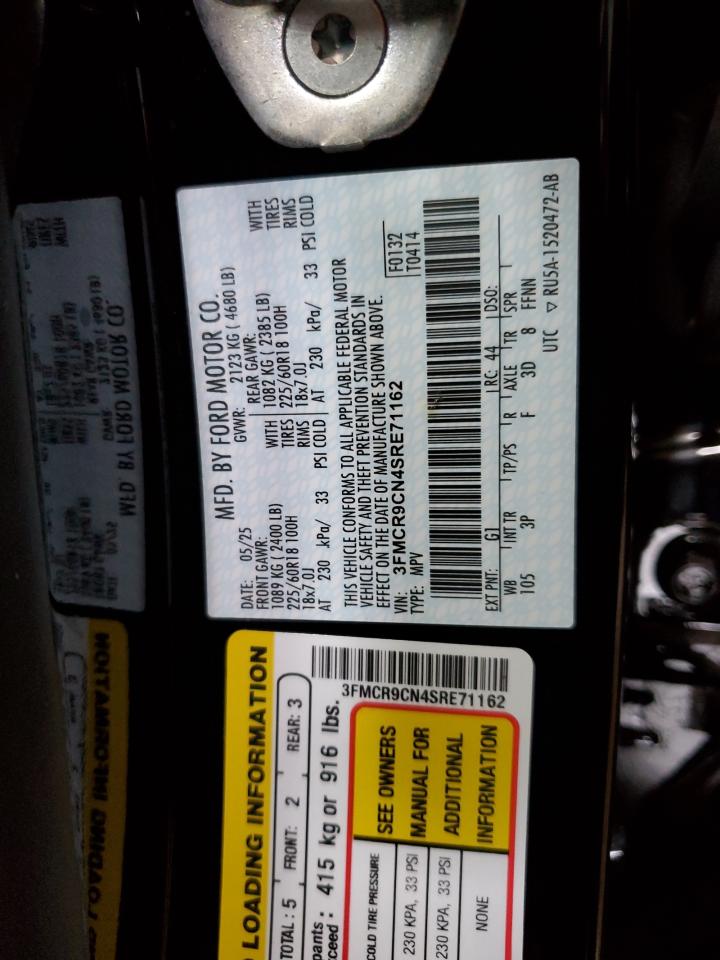 MFD. BY FORD MOTOR CO.
DATE: 05/25 GVWR: 2123 KG ( 4680 LB)
FRONT GAWR: REAR GAWR:
1089 KG ( 2400 LB) WITH 1082 KG ( 2385 LB) WITH
225/60R18 100H TIRES 225/60R18 100H TIRES
18x7.0J RIMS 18x7.0J RIMS
AT 230 kPa/ 33 PSI COLD AT 230 kPa/ 33 PSI COLD
THIS VEHICLE CONFORMS TO ALL APPLICABLE FEDERAL MOTOR
VEHICLE SAFETY AND THEFT PREVENTION STANDARDS IN
EFFECT ON THE DATE OF MANUFACTURE SHOWN ABOVE.
VIN: 3FMCR9CN4SRE71162 F0132
TYPE: MPV T0414
EXT PNT: G1 RC: 44 DSO:
WB INT TR TP/PS R AXLE TR SPR
105 3P F 3D 8 FFNN
UTC ▽ RU5A-1520472-AB
LOADING INFORMATION
TOTAL : 5 FRONT: 2 REAR: 3
pants
ceed : 415 kg or 916 lbs.
3FMCR9CN4SRE71162
COLD TIRE PRESSURE
230 KPA, 33 PSI
230 KPA, 33 PSI
NONE
SEE OWNERS
MANUAL FOR
ADDITIONAL
INFORMATION